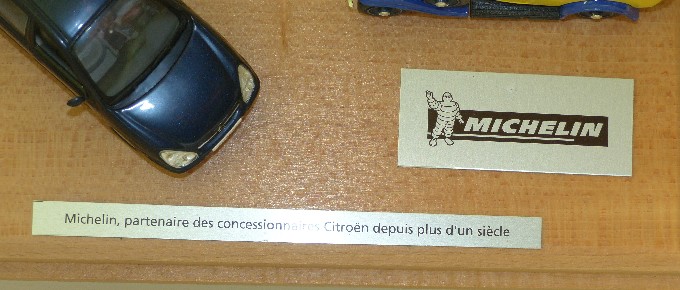 MICHELIN
Michelin, partenaire des concessionnaires Citroën depuis plus d'un siècle